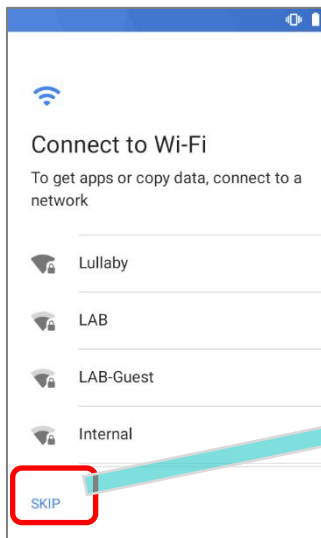 Connect to Wi-Fi
To get apps or copy data, connect to a
network
Lullaby
LAB
LAB-Guest
Internal
SKIP